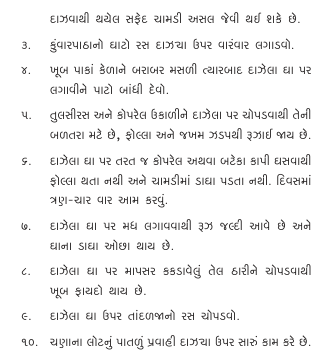 દાઝવાથી થયેલ સફેદ ચામડી અસલ જેવી થઈ શકે છે.
૩. કુંવારપાઠાનો ઘાટો રસ દાઝ્યા ઉપર વારંવાર લગાડવો.
૪. ખૂબ પાકાં કેળાને બરાબર મસળી ત્યારબાદ દાઝેલા ઘા પર
લગાવીને પાટો બાંધી દેવો.
૫. તુલસીરસ અને કોપરેલ ઉકાળીને દાઝેલા પર ચોપડવાથી તેની
બળતરા મટે છે, ફોલ્લા અને જખમ ઝડપથી રૂઝાઈ જાય છે.
૬. દાઝેલા ઘા પર તરત જ કોપરેલ અથવા બટેકા કાપી ઘસવાથી
ફોલ્લા થતા નથી અને ચામડીમાં ડાઘા પડતા નથી. દિવસમાં
ત્રણ-ચાર વાર આમ કરવું.
૭. દાઝેલા ઘા પર મધ લગાવવાથી રૂઝ જલ્દી આવે છે અને
ઘાના ડાઘા ઓછા થાય છે.
૮. દાઝેલા ઘા પર માપસર કકડાવેલું તેલ ઠારીને ચોપડવાથી
ખૂબ ફાયદો થાય છે.
૯. દાઝેલા ઘા ઉપર તાંદળજાનો રસ ચોપડવો.
૧૦. ચણાના લોટનું પાતળું પ્રવાહી દાઝ્યા ઉપર સારું કામ કરે છે.